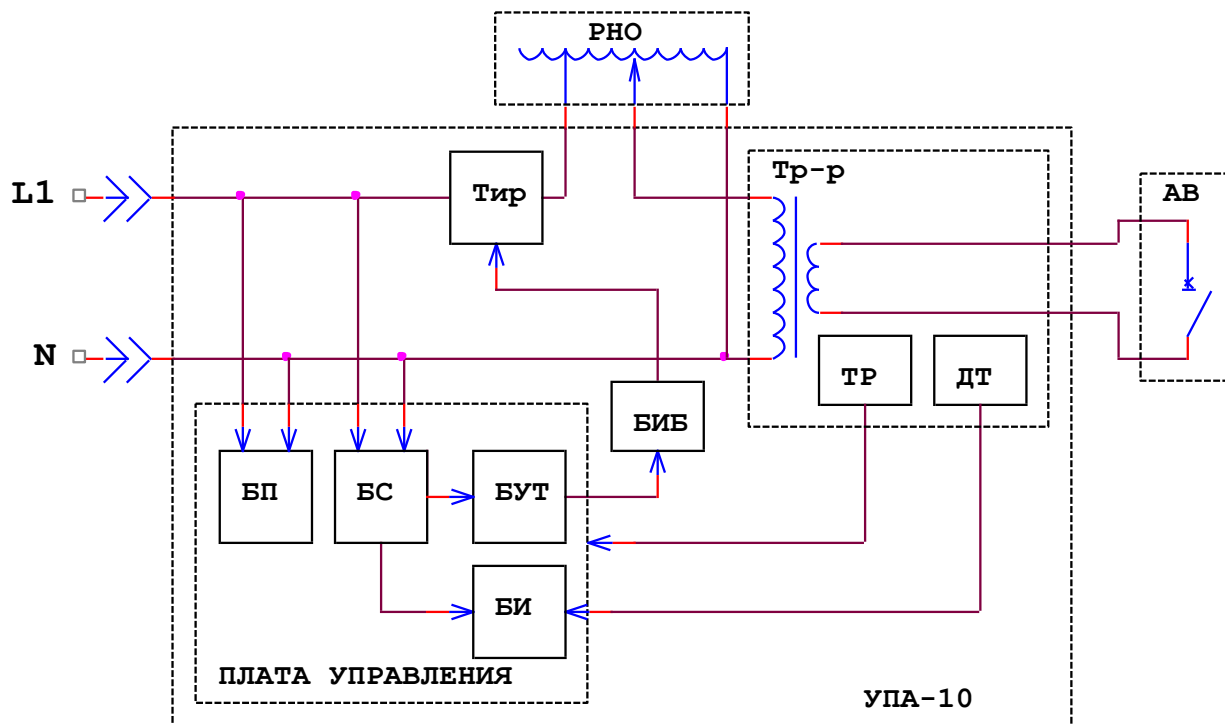 РНО
Тр-р
L1
Тир
АВ
N
ТР
ДТ
БИБ
БП
БС
БУТ
БИ
ПЛАТА УПРАВЛЕНИЯ
УПА-10